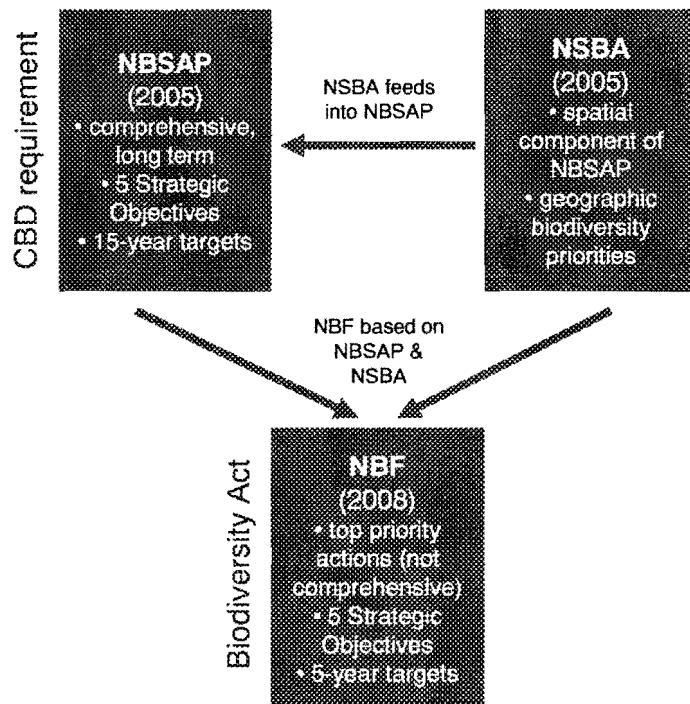 CBD requirement
NBSAP
(2005)
• comprehensive,
long term
• 5 Strategic
Objectives
• 15-year targets
NSBA feeds
into NBSAP
NSBA
(2005)
• spatial
component of
NBSAP
• geographic
biodiversity
priorities
NBF based on
NBSAP &
NSBA
Biodiversity Act
NBF
(2008)
• top priority
actions (not
comprehensive)
• 5 Strategic
Objectives
• 5-year targets